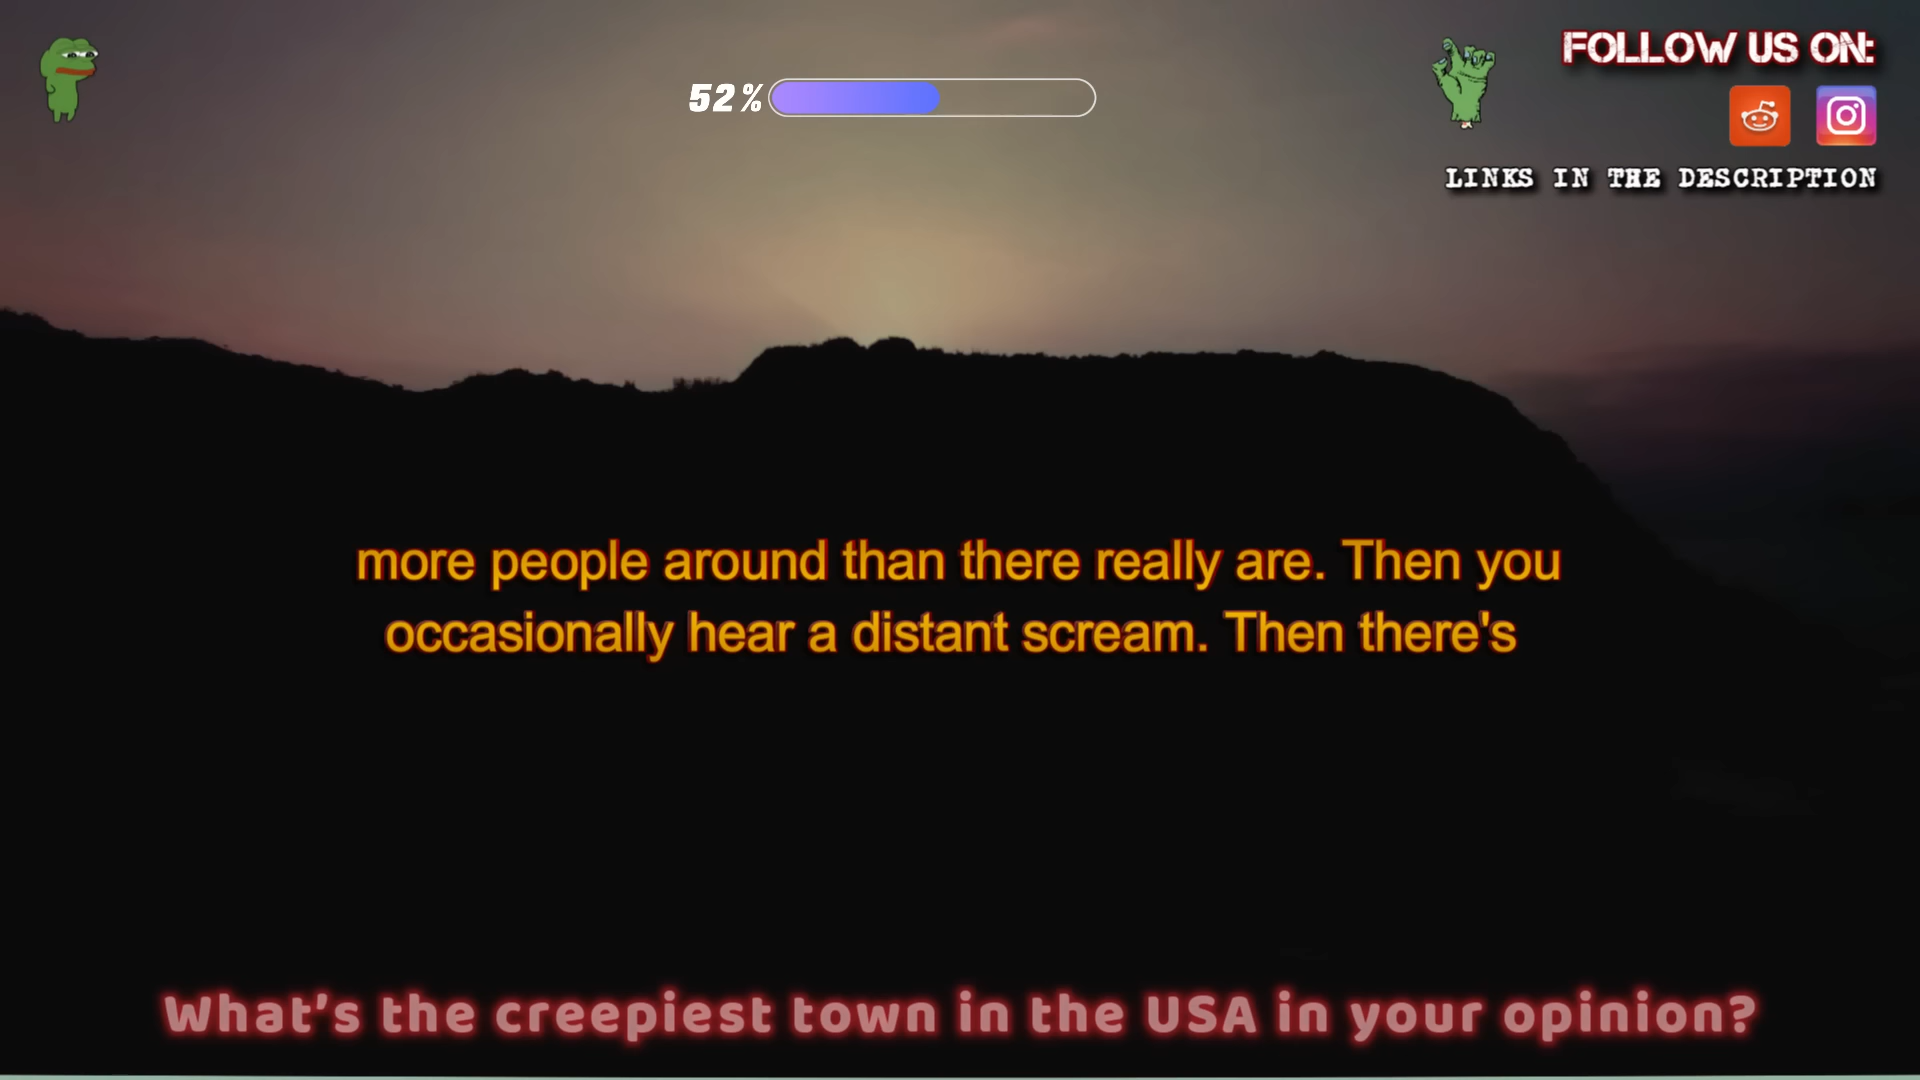 FOLLOW US ON:
52%
LINKS IN THE DESCRIPTION
more people around than there really are. Then you
occasionally hear a distant scream. Then there's
What's the creepiest town in the USA in your opinion?